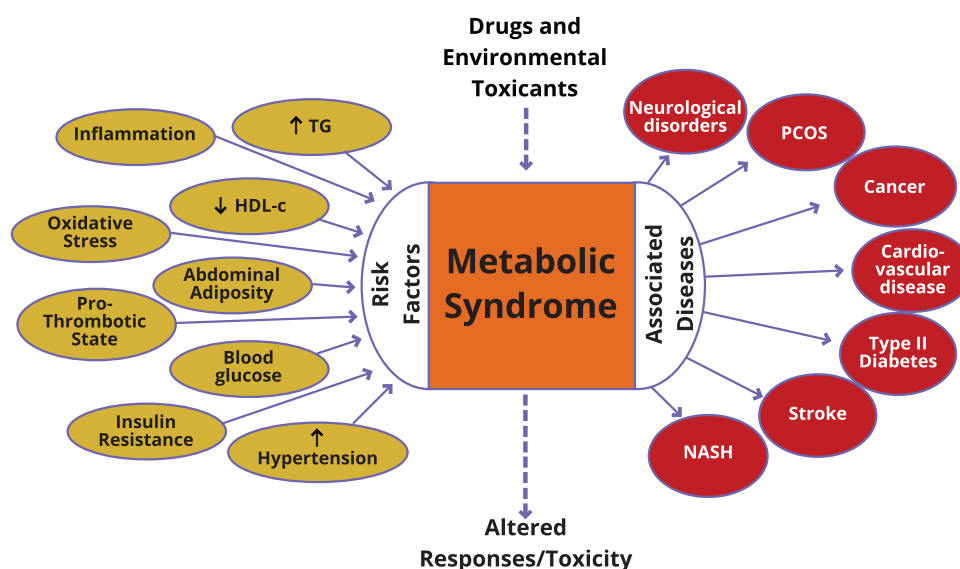 Drugs and
Environmental
Toxicants
Inflammation
↑ TG
↓ HDL-c
Oxidative
Stress
Abdominal
Adiposity
Pro-
Thrombotic
State
Blood
glucose
Insulin
Resistance
↑
Hypertension
Risk
Factors
Metabolic
Syndrome
Associated
Diseases
Neurological
disorders
PCOS
Cancer
Cardio-
vascular
disease
Type II
Diabetes
Stroke
NASH
Altered
Responses/Toxicity